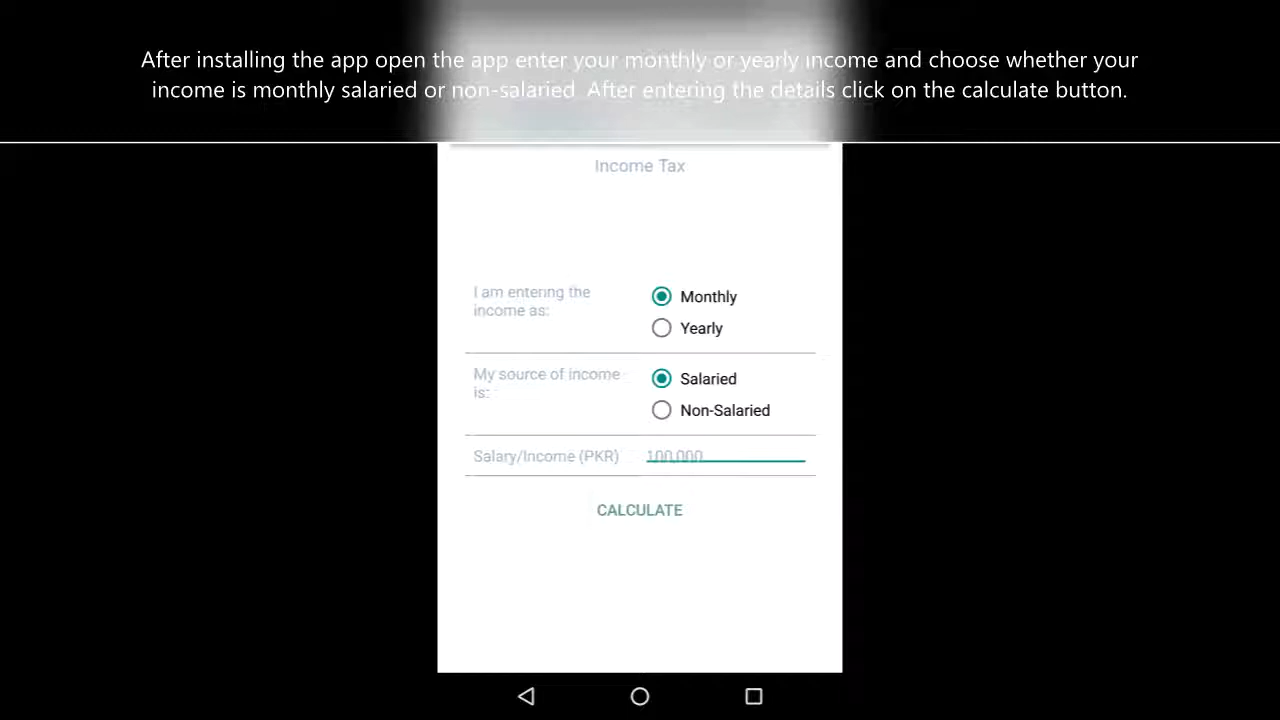 After installing the app open the app enter your monthly or yearly income and choose whether your
income is monthly salaried or non-salaried. After entering the details click on the calculate button.
Income Tax
I am entering the
income as:
Monthly
Yearly
My source of income
is:
Salaried
Non-Salaried
Salary/Income (PKR) 100,000
CALCULATE